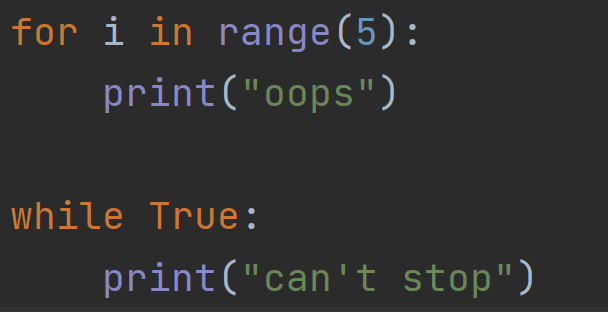 for i in range(5):
    print("oops")

while True:
    print("can't stop")